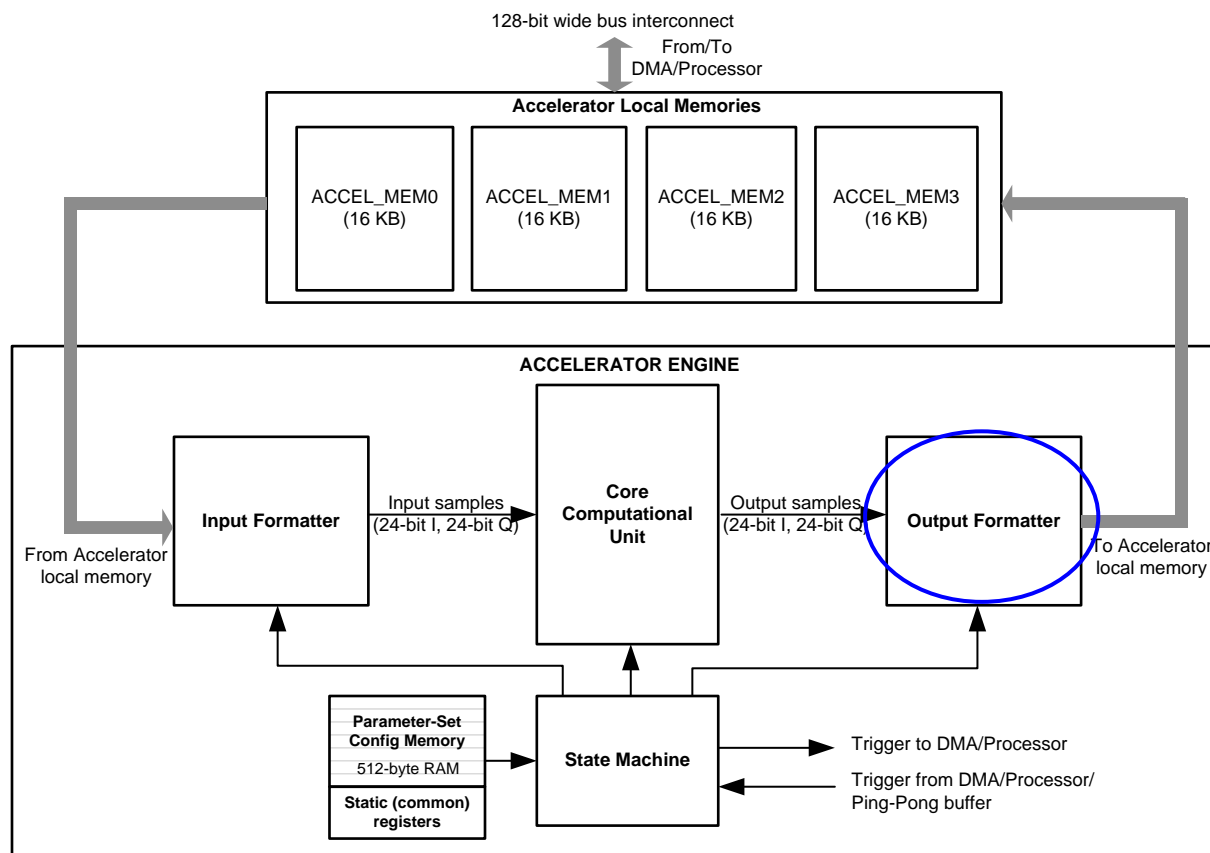 128-bit wide bus interconnect
From/To
DMA/Processor
Accelerator Local Memories
ACCEL_MEM0
(16 KB)
ACCEL_MEM1
(16 KB)
ACCEL_MEM2
(16 KB)
ACCEL_MEM3
(16 KB)
ACCELERATOR ENGINE
Input Formatter
Input samples
(24-bit I, 24-bit Q)
Core
Computational
Unit
Output samples
(24-bit I, 24-bit Q)
Output Formatter
From Accelerator
local memory
To Accelerator
local memory
Parameter-Set
Config Memory
512-byte RAM
Static (common)
registers
State Machine
Trigger to DMA/Processor
Trigger from DMA/Processor/
Ping-Pong buffer